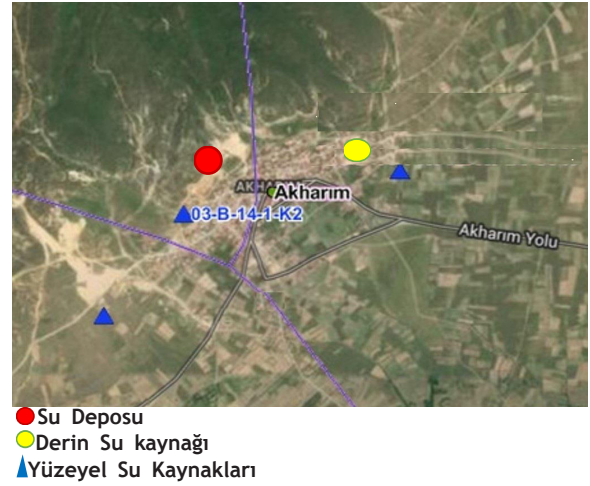 AKHARIM
Akharım
03-B-14-1-K2
Akharım Yolu
Su Deposu
Derin Su kaynağı
Yüzeyel Su Kaynakları